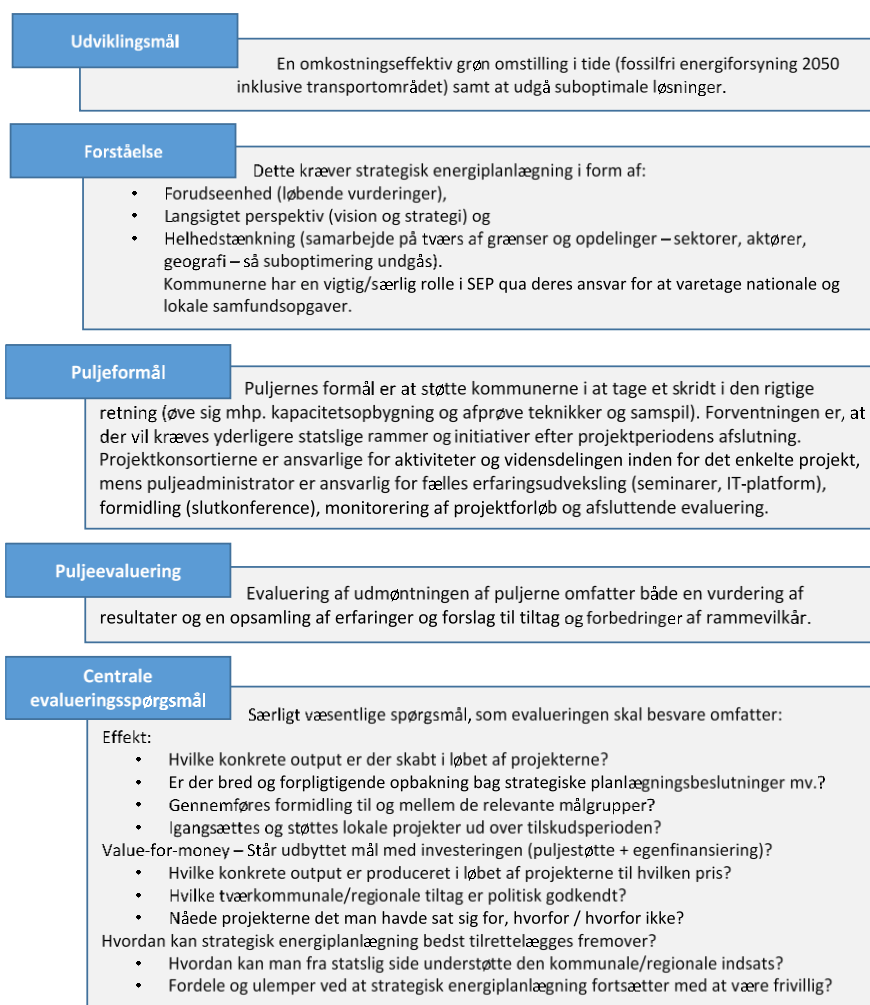 Udviklingsmål
En omkostningseffektiv grøn omstilling i tide (fossilfri energiforsyning 2050
inklusive transportområdet) samt at udgå suboptimale løsninger.
Forståelse
Dette kræver strategisk energiplanlægning i form af:
• Forudseenhed (løbende vurderinger),
• Langsigtet perspektiv (vision og strategi) og
• Helhedstænkning (samarbejde på tværs af grænser og opdelinger – sektorer, aktører,
geografi – så suboptimering undgås).
Kommunerne har en vigtig/særlig rolle i SEP qua deres ansvar for at varetage nationale og
lokale samfundsopgaver.
Puljeformål
Puljernes formål er at støtte kommunerne i at tage et skridt i den rigtige
retning (øve sig mhp. kapacitetsopbygning og afprøve teknikker og samspil). Forventningen er, at
der vil kræves yderligere statslige rammer og initiativer efter projektperiodens afslutning.
Projektkonsortierne er ansvarlige for aktiviteter og vidensdelingen inden for det enkelte projekt,
mens puljeadministrator er ansvarlig for fælles erfaringsudveksling (seminarer, IT-platform),
formidling (slutkonference), monitorering af projektforløb og afsluttende evaluering.
Puljeevaluering
Evaluering af udmøntningen af puljerne omfatter både en vurdering af
resultater og en opsamling af erfaringer og forslag til tiltag og forbedringer af rammevilkår.
Centrale
evalueringsspørgsmål
Særligt væsentlige spørgsmål, som evalueringen skal besvare omfatter:
Effekt:
• Hvilke konkrete output er der skabt i løbet af projekterne?
• Er der bred og forpligtigende opbakning bag strategiske planlægningsbeslutninger mv.?
• Gennemføres formidling til og mellem de relevante målgrupper?
• Igangsættes og støttes lokale projekter ud over tilskudsperioden?
Value-for-money – Står udbyttet mål med investeringen (puljestøtte + egenfinansiering)?
• Hvilke konkrete output er produceret i løbet af projekterne til hvilken pris?
• Hvilke tværkommunale/regionale tiltag er politisk godkendt?
• Nåede projekterne det man havde sat sig for, hvorfor / hvorfor ikke?
Hvordan kan strategisk energiplanlægning bedst tilrettelægges fremover?
• Hvordan kan man fra statslig side understøtte den kommunale/regionale indsats?
• Fordele og ulemper ved at strategisk energiplanlægning fortsætter med at være frivillig?